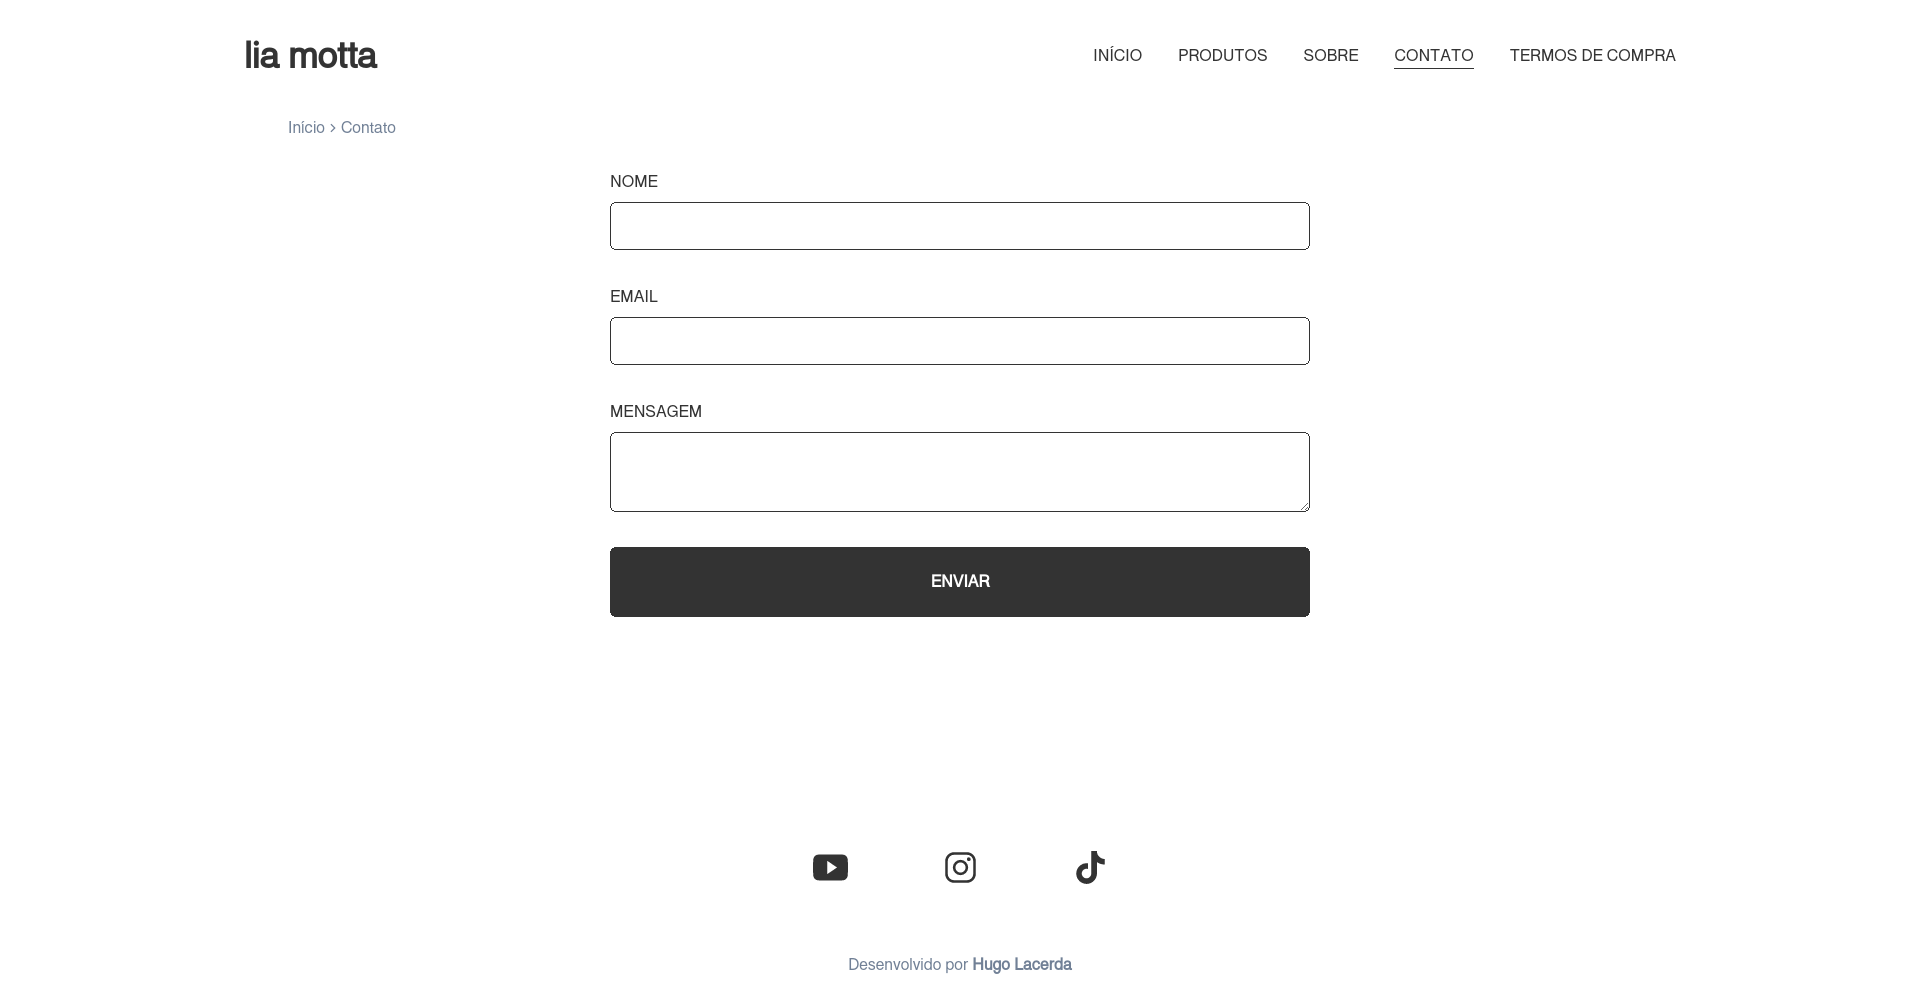 lia motta
INÍCIO PRODUTOS SOBRE CONTATO TERMOS DE COMPRA
Início > Contato
NOME
EMAIL
MENSAGEM
ENVIAR
Desenvolvido por Hugo Lacerda